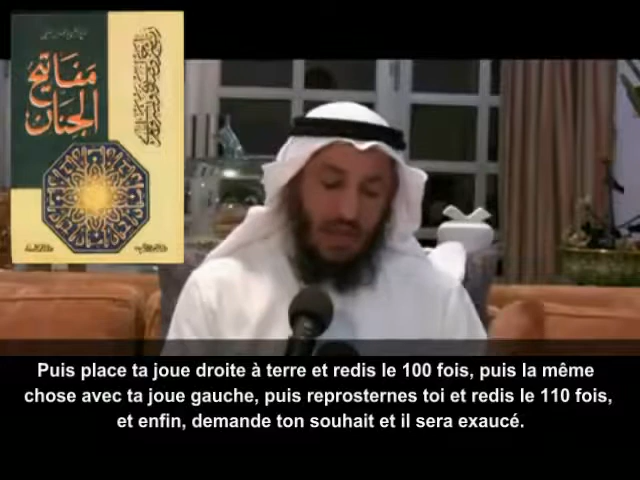 مفاتيح
الجنان
Puis place ta joue droite à terre et redis le 100 fois, puis la même
chose avec ta joue gauche, puis reprosternes toi et redis le 110 fois,
et enfin, demande ton souhait et il sera exaucé.